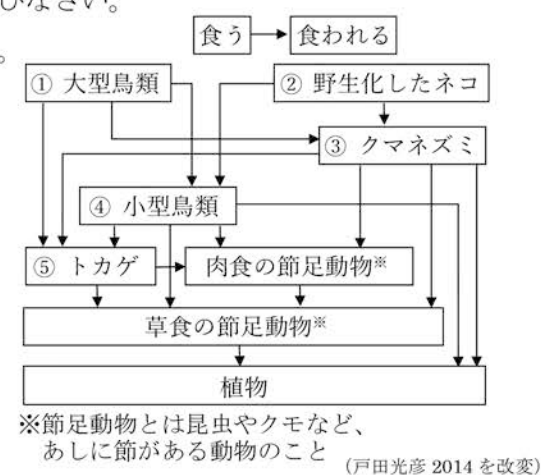 びなさい。
。
食う
食われる
① 大型鳥類
② 野生化したネコ
③ クマネズミ
④ 小型鳥類
⑤ トカゲ
肉食の節足動物※
草食の節足動物※
植物
※節足動物とは昆虫やクモなど、
あしに節がある動物のこと
(戸田光彦 2014 を改変)